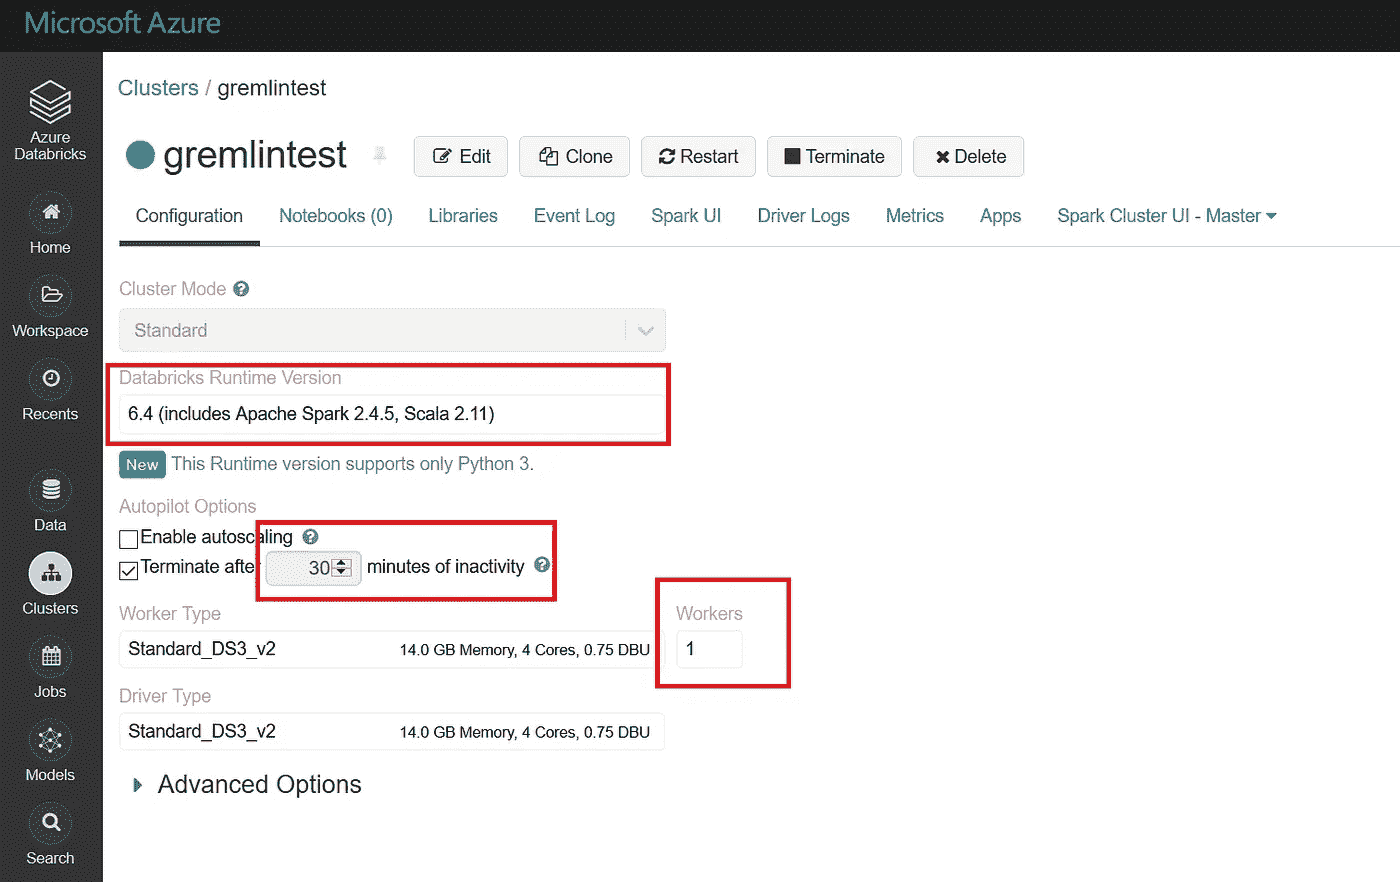 Microsoft Azure
Azure
Databricks
Home
Workspace
Recents
Data
Clusters
Jobs
Models
Search
Clusters / gremlintest
gremlintest
Edit
Clone
Restart
Terminate
Delete
Configuration
Notebooks (0)
Libraries
Event Log
Spark UI
Driver Logs
Metrics
Apps
Spark Cluster UI - Master
Cluster Mode ?
Standard
Databricks Runtime Version
6.4 (includes Apache Spark 2.4.5, Scala 2.11)
New This Runtime version supports only Python 3.
Autopilot Options
Enable autoscaling ?
Terminate after 30 minutes of inactivity ?
Worker Type
Workers
Standard_DS3_v2 14.0 GB Memory, 4 Cores, 0.75 DBU
1
Driver Type
Standard_DS3_v2 14.0 GB Memory, 4 Cores, 0.75 DBU
Advanced Options